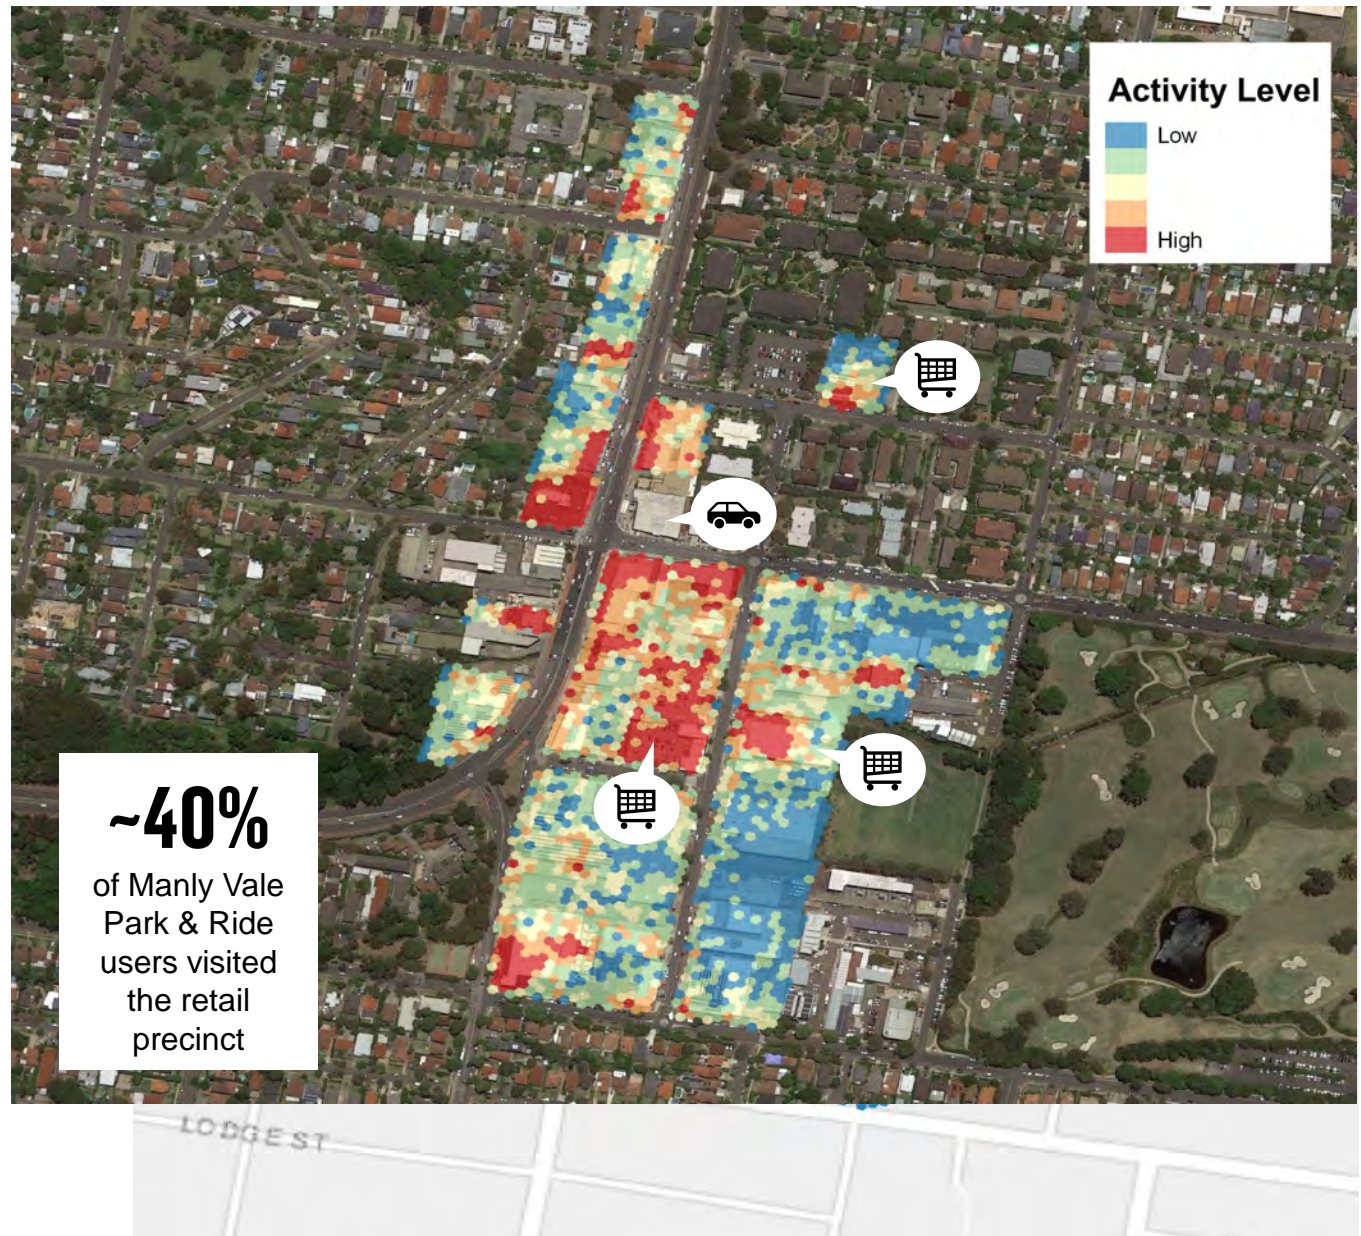 Activity Level
Low
High
~40%
of Manly Vale
Park & Ride
users visited
the retail
precinct
LODGE ST